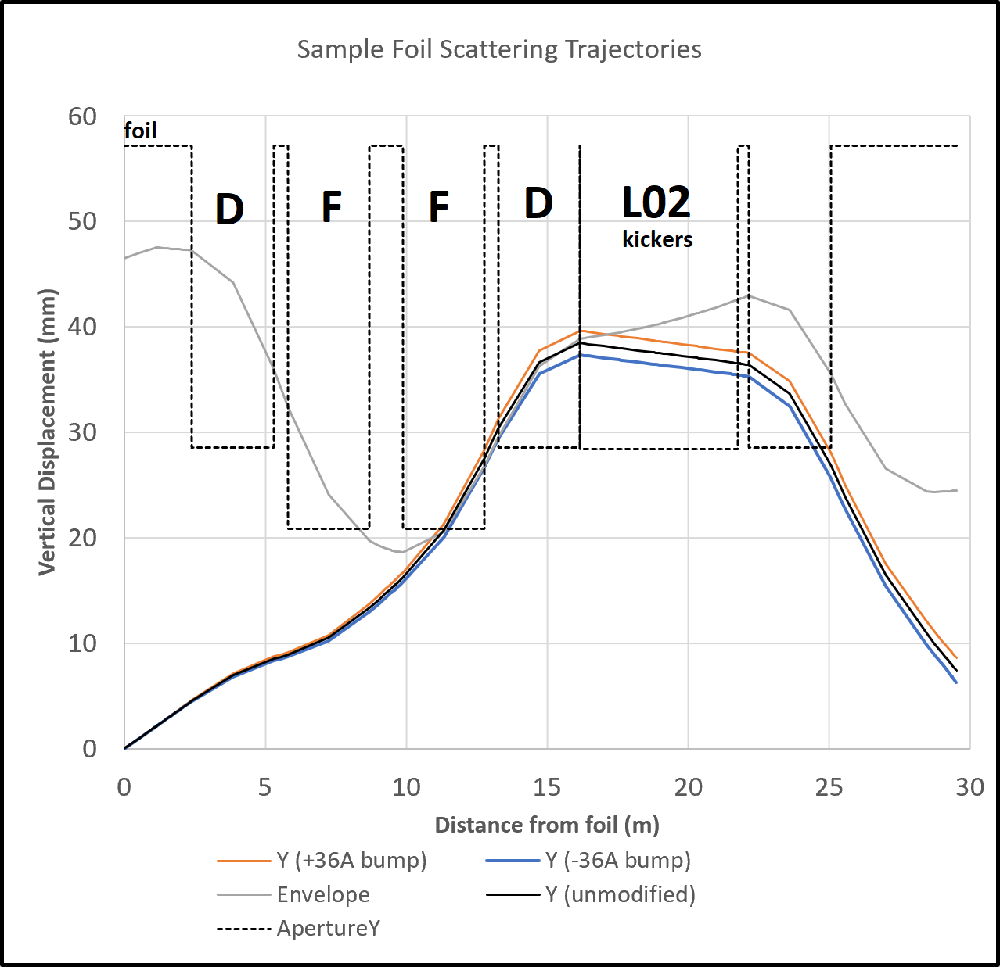 Sample Foil Scattering Trajectories
60
foil
50
D F F D L02
kickers
40
30
20
10
0
Vertical Displacement (mm)
0 5 10 15 20 25 30
Distance from foil (m)
Y (+36A bump) Y (-36A bump)
Envelope Y (unmodified)
ApertureY